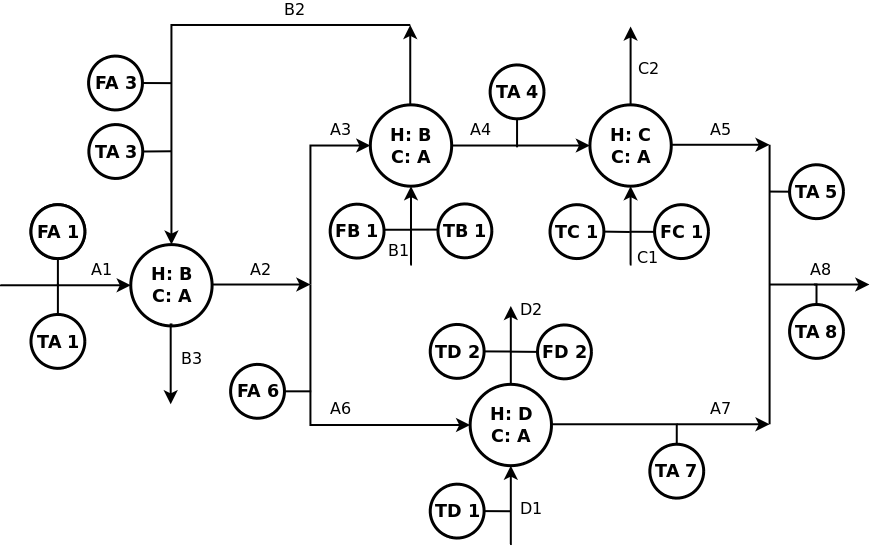 B2
C2
FA 3
TA 4
A3
A4
A5
H: B
C: A
H: C
C: A
TA 3
TA 5
FA 1
FB 1
TB 1
TC 1
FC 1
B1
C1
A1
A2
A8
H: B
C: A
D2
TA 1
TA 8
B3
TD 2
FD 2
FA 6
A6
A7
H: D
C: A
TA 7
TD 1
D1